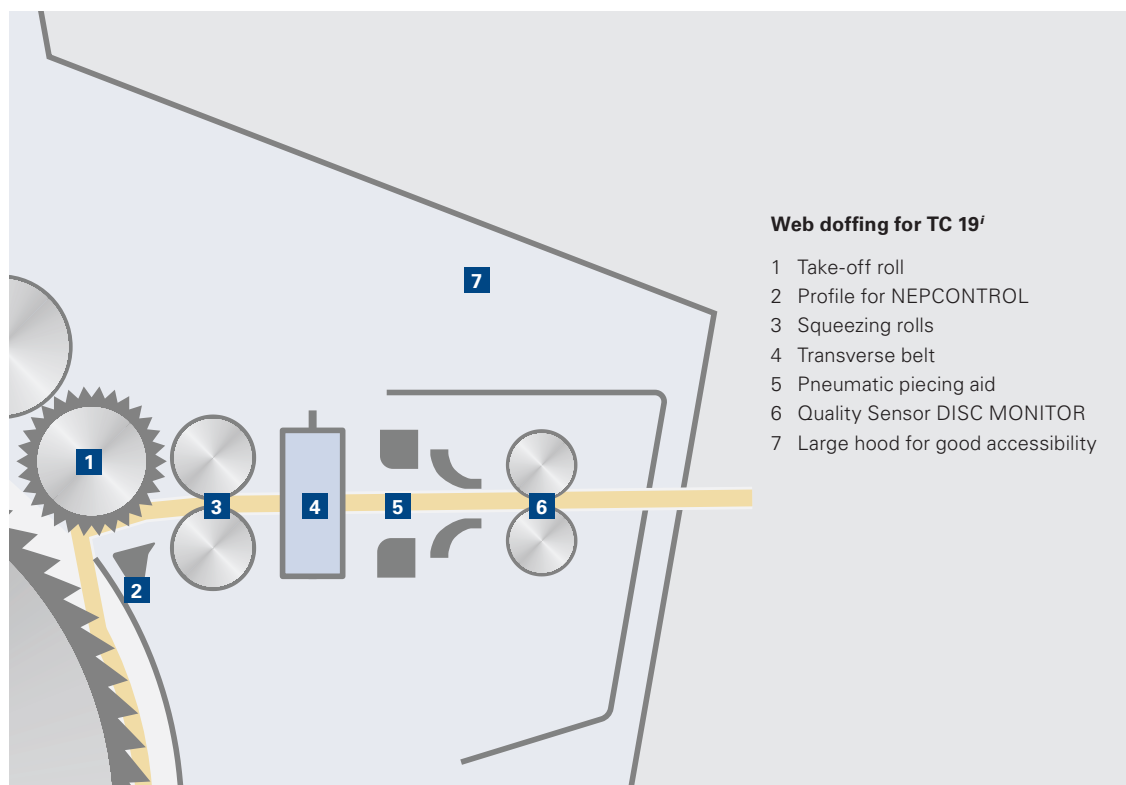 Web doffing for TC 19i
1 Take-off roll
2 Profile for NEPCONTROL
3 Squeezing rolls
4 Transverse belt
5 Pneumatic piecing aid
6 Quality Sensor DISC MONITOR
7 Large hood for good accessibility
7
1
3
4
5
6
2